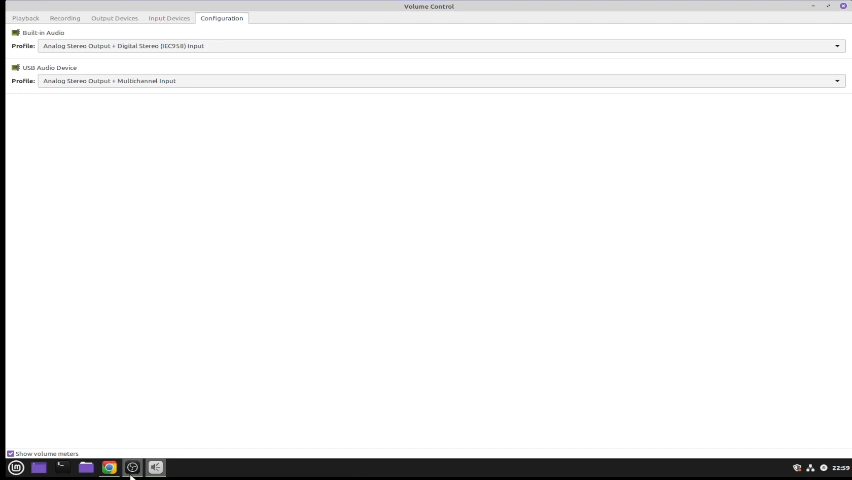 Volume Control
Playback Recording Output Devices Input Devices Configuration
Built-in Audio
Profile: Analog Stereo Output + Digital Stereo (IEC958) Input
USB Audio Device
Profile: Analog Stereo Output + Multichannel Input
Show volume meters
lm 22:59